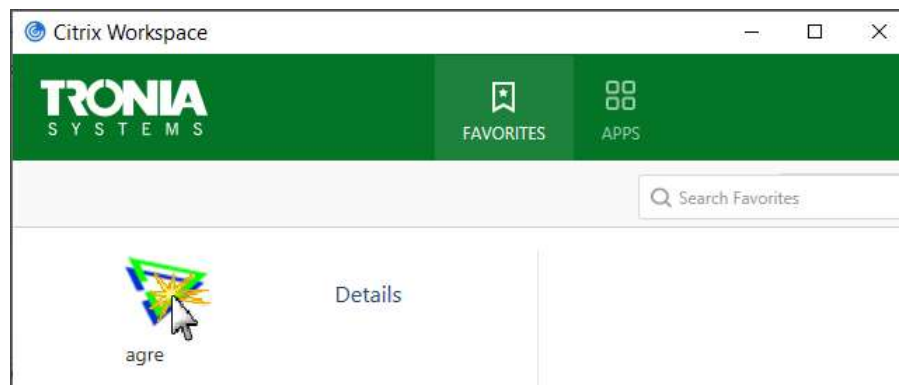 Citrix Workspace
TRONIA
SYSTEMS
FAVORITES
APPS
Search Favorites
Details
agre